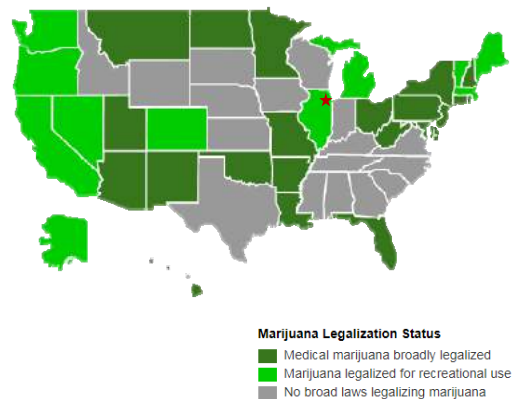 Marijuana Legalization Status
Medical marijuana broadly legalized
Marijuana legalized for recreational use
No broad laws legalizing marijuana